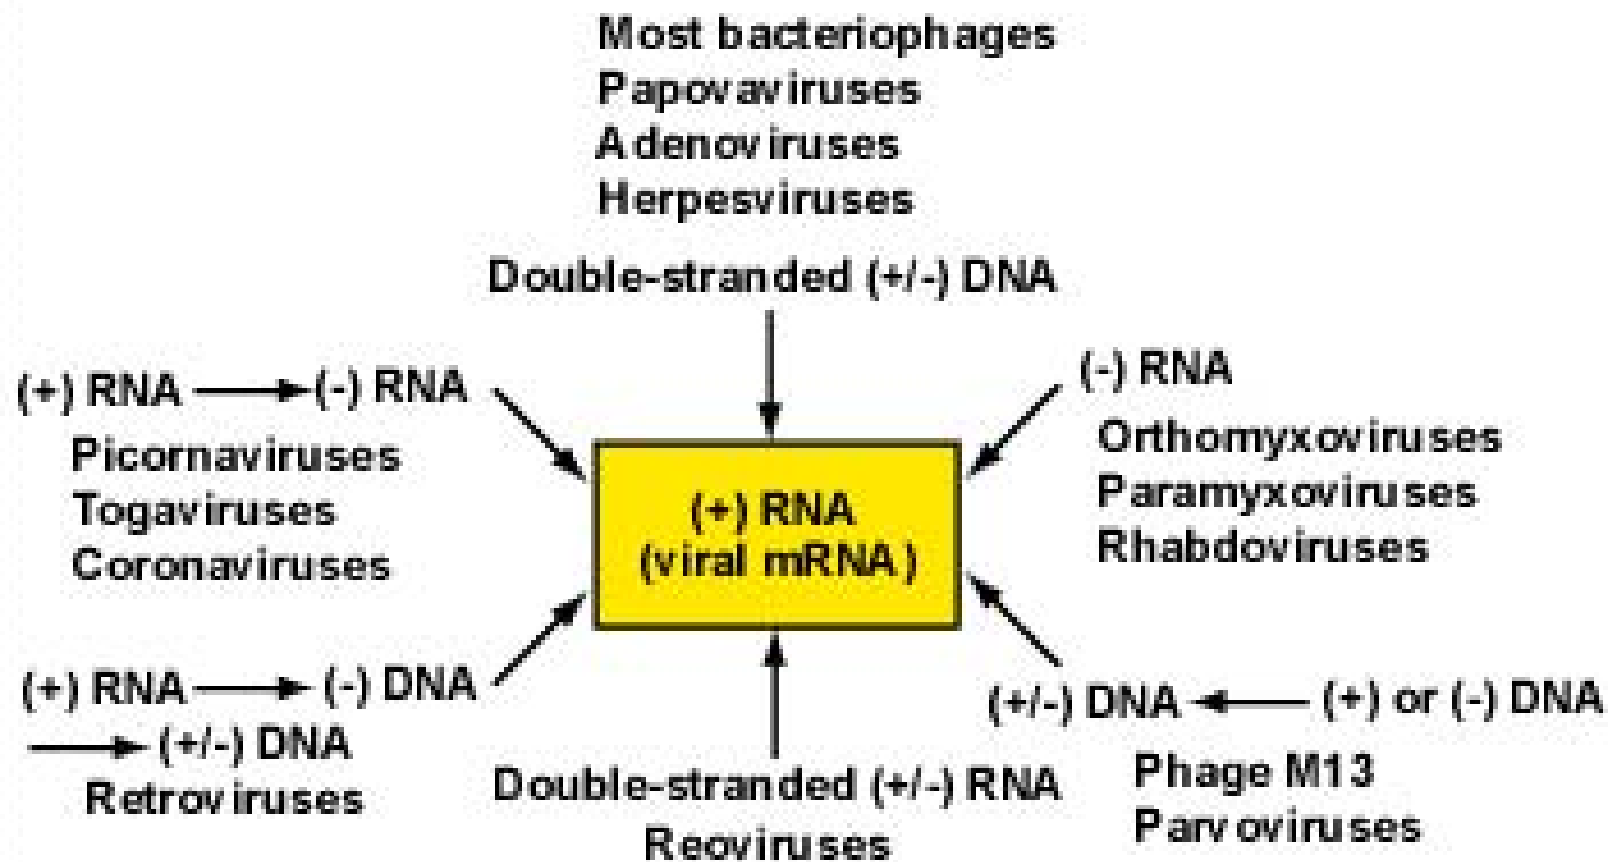 Most bacteriophages
Papovaviruses
Adenoviruses
Herpesviruses
Double-stranded (+/-) DNA
(+) RNA (-) RNA
Picornaviruses
Togaviruses
Coronaviruses
(-) RNA
Orthomyxoviruses
Paramyxoviruses
Rhabdoviruses
(+) RNA
(viral mRNA)
(+) RNA (-) DNA
(+/-) DNA
Retroviruses
Double-stranded (+/-) RNA
Reoviruses
(+/-) DNA (+) or (-) DNA
Phage M13
Parvoviruses